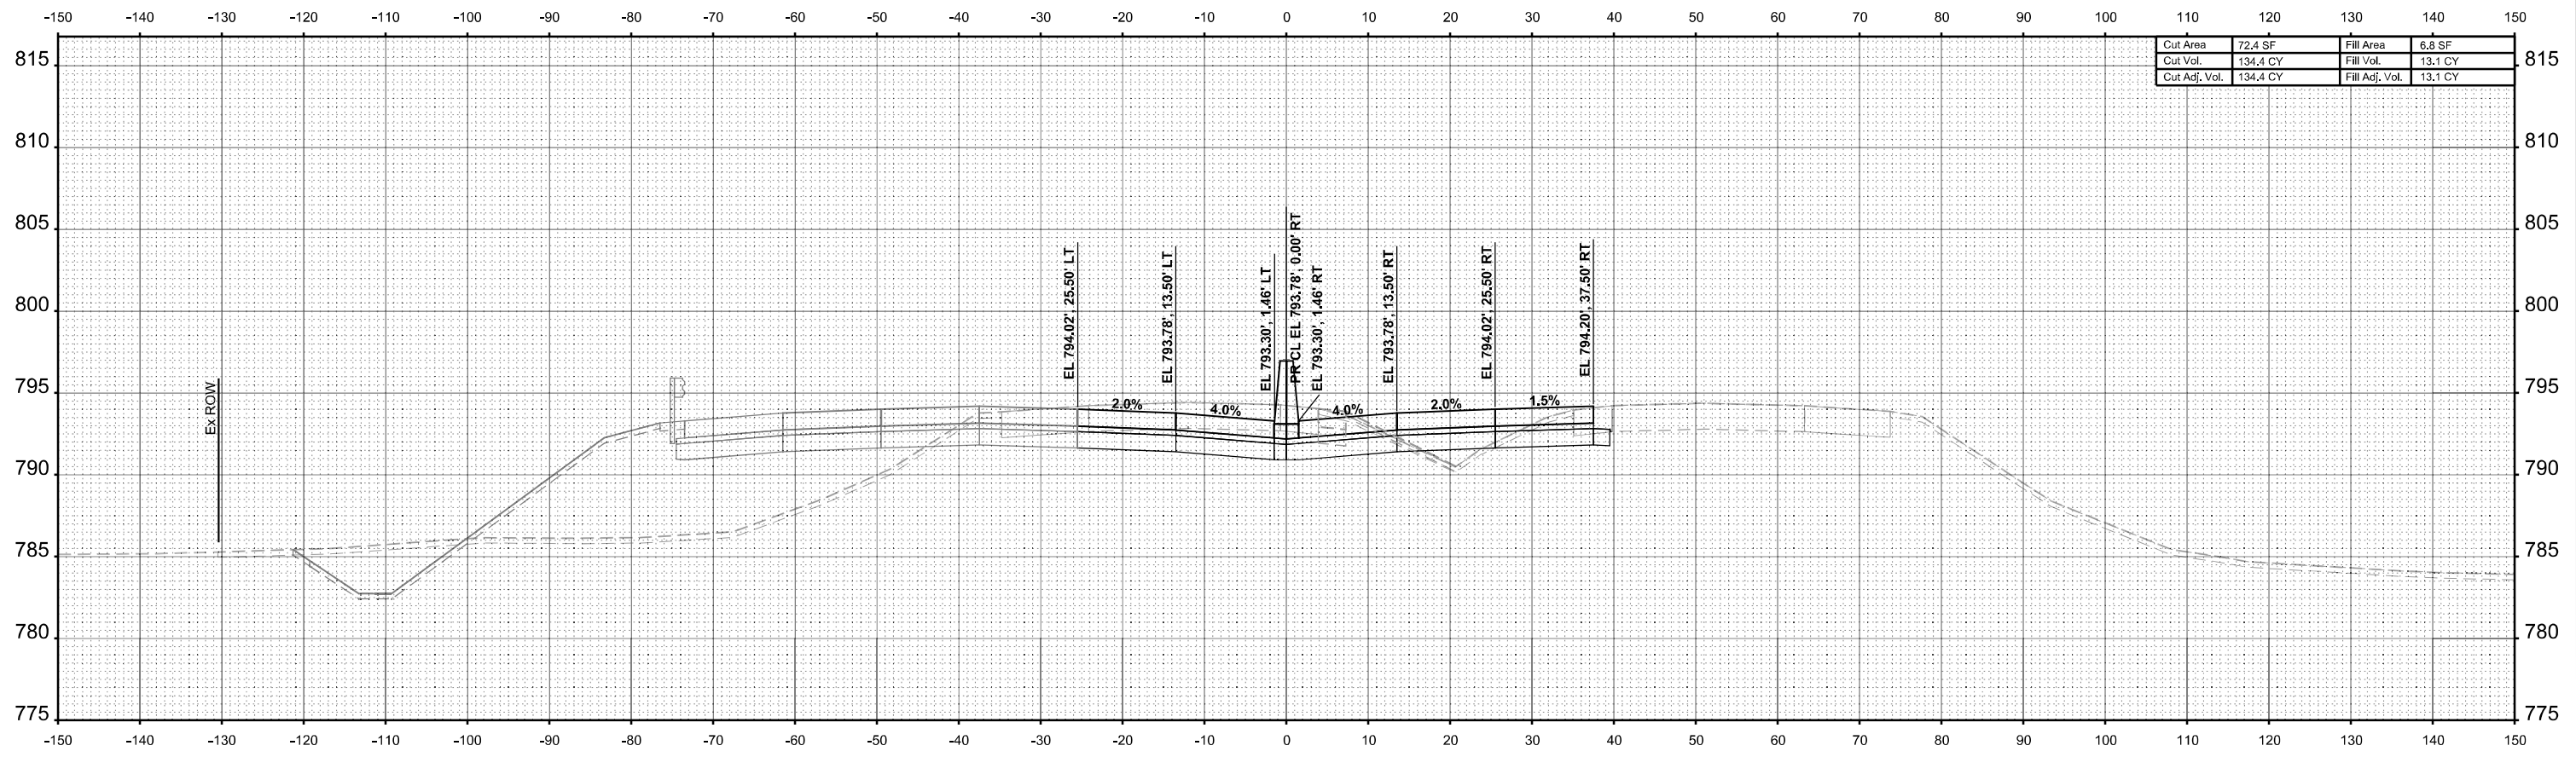 -150 -140 -130 -120 -110 -100 -90 -80 -70 -60 -50 -40 -30 -20 -10 0 10 20 30 40 50 60 70 80 90 100 110 120 130 140 150
Cut Area 72.4 SF Fill Area 6.8 SF
Cut Vol. 134.4 CY Fill Vol. 13.1 CY
Cut Adj. Vol. 134.4 CY Fill Adj. Vol. 13.1 CY
815 815
810 810
805 805
800 800
795 795
790 790
785 785
780 780
775 775
Ex ROW
EL 794.02', 25.50' LT
EL 793.78', 13.50' LT
EL 793.30', 1.46' LT
PR CL EL 793.78', 0.00' RT
EL 793.30', 1.46' RT
EL 793.78', 13.50' RT
EL 794.02', 25.50' RT
EL 794.20', 37.50' RT
2.0% 4.0% 4.0% 2.0% 1.5%
-150 -140 -130 -120 -110 -100 -90 -80 -70 -60 -50 -40 -30 -20 -10 0 10 20 30 40 50 60 70 80 90 100 110 120 130 140 150